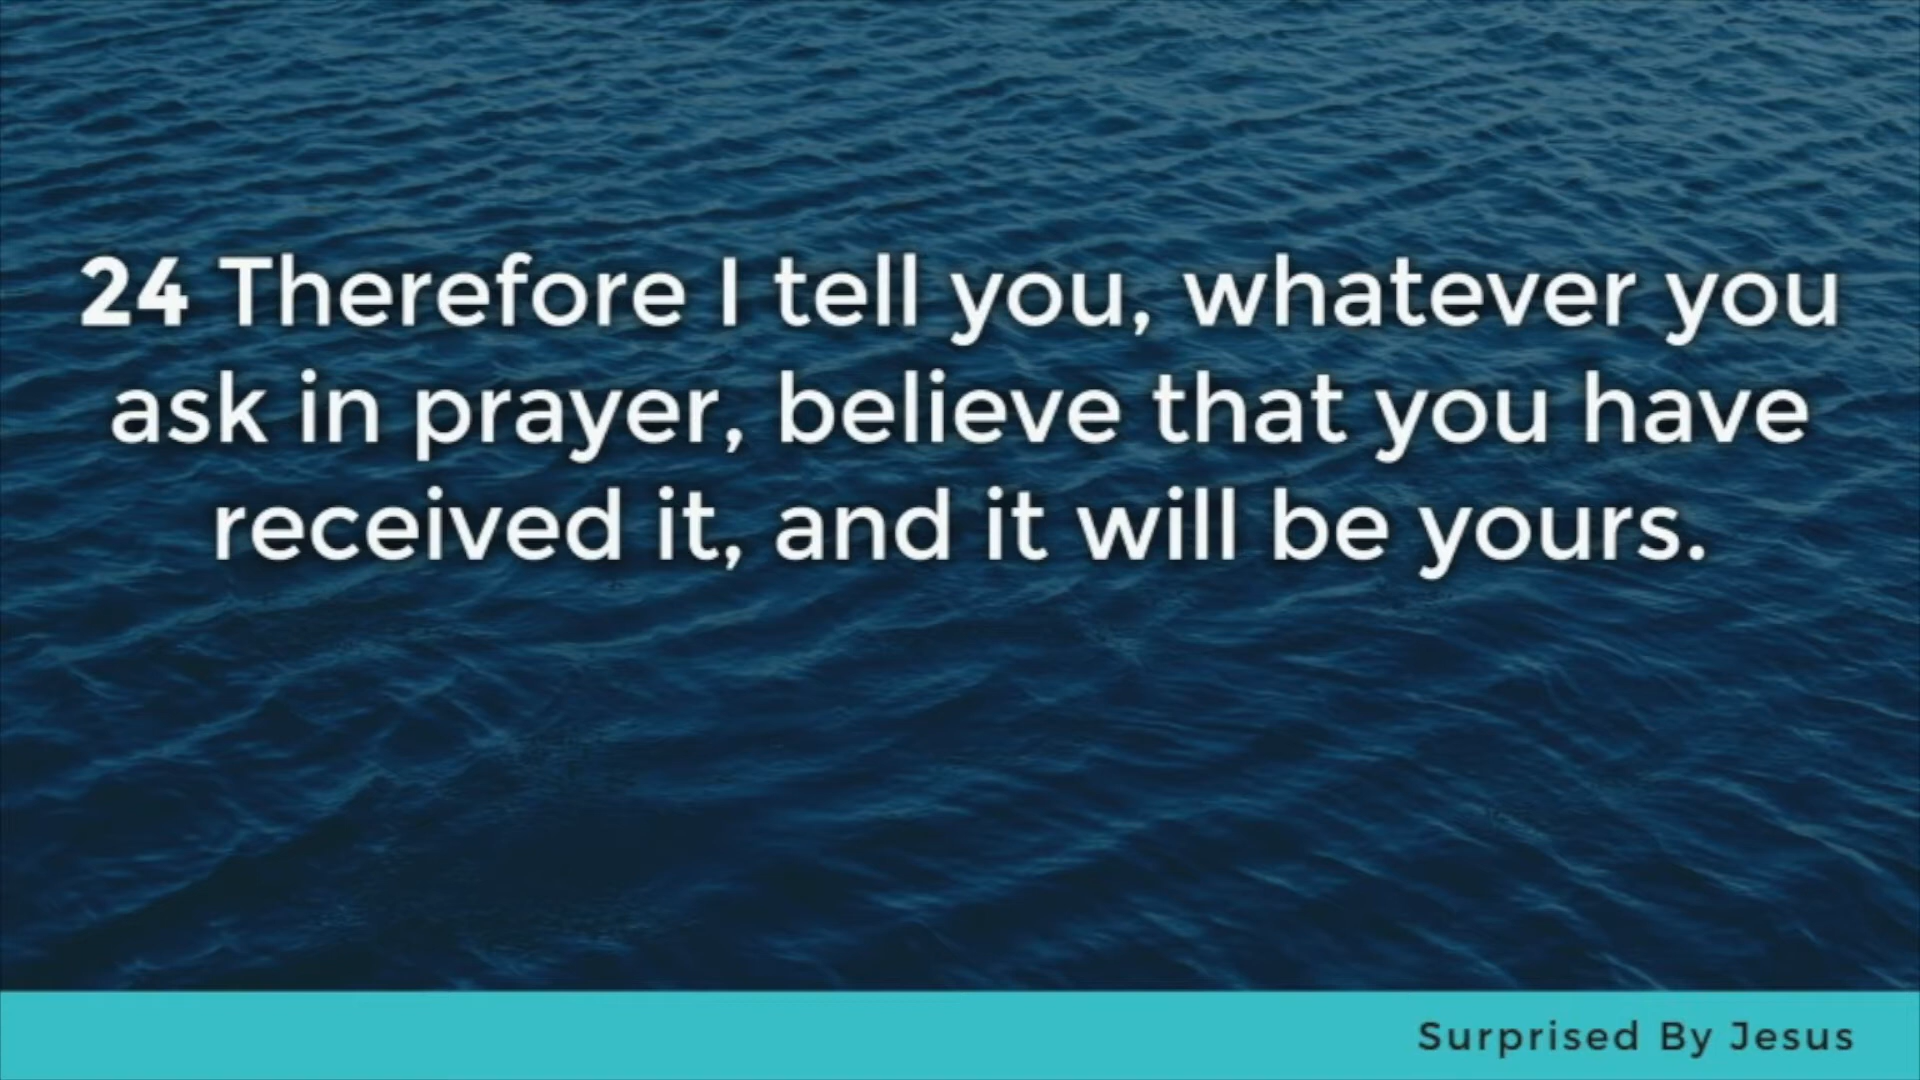 24 Therefore I tell you, whatever you
ask in prayer, believe that you have
received it, and it will be yours.
Surprised By Jesus